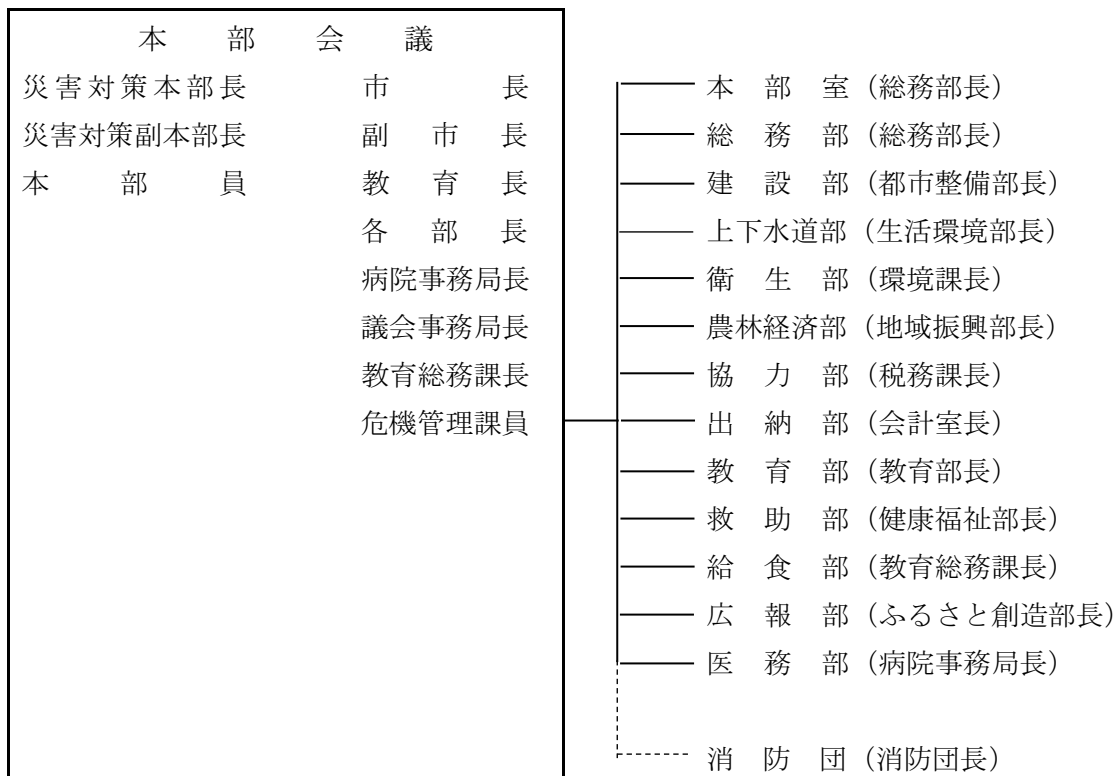 本部会議
災害対策本部長 市長
災害対策副本部長 副市長
本部員 教育長
各部長
病院事務局長
議会事務局長
教育総務課長
危機管理課員
本部室（総務部長）
総務部（総務部長）
建設部（都市整備部長）
上下水道部（生活環境部長）
衛生部（環境課長）
農林経済部（地域振興部長）
協力部（税務課長）
出納部（会計室長）
教育部（教育部長）
救助部（健康福祉部長）
給食部（教育総務課長）
広報部（ふるさと創造部長）
医務部（病院事務局長）
消防団（消防団長）